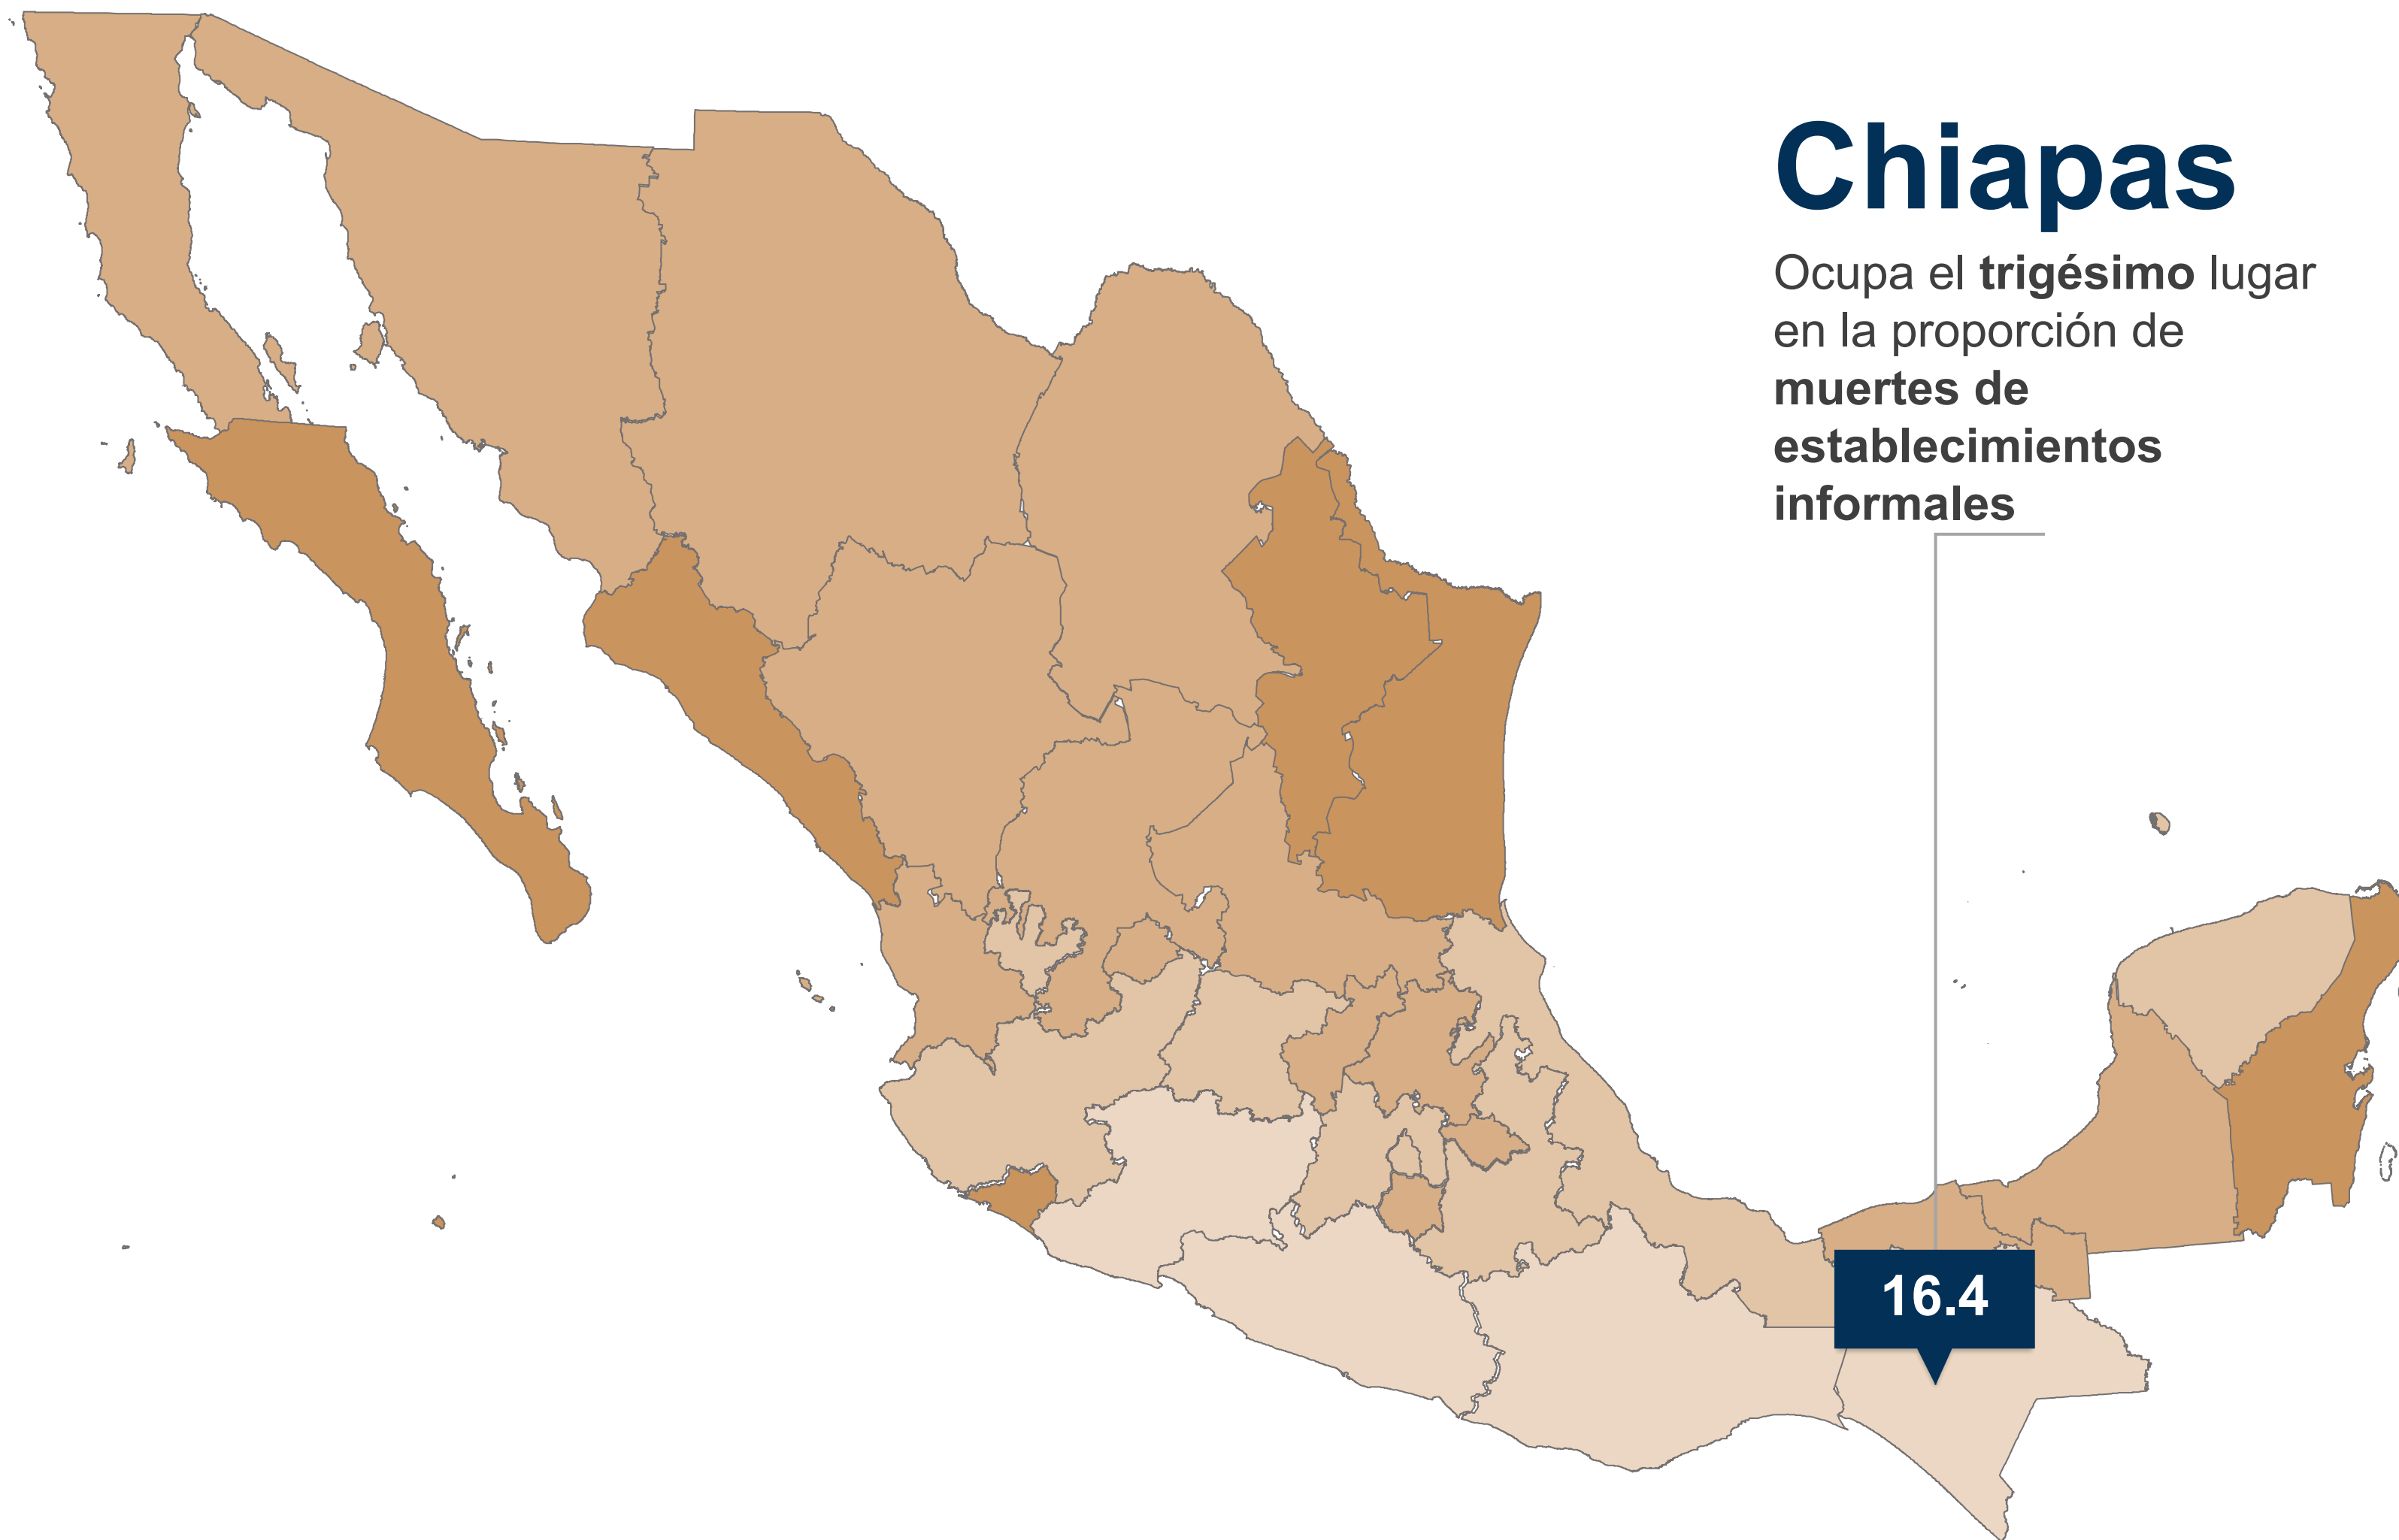 Chiapas
Ocupa el trigésimo lugar
en la proporción de
muertes de
establecimientos
informales
16.4